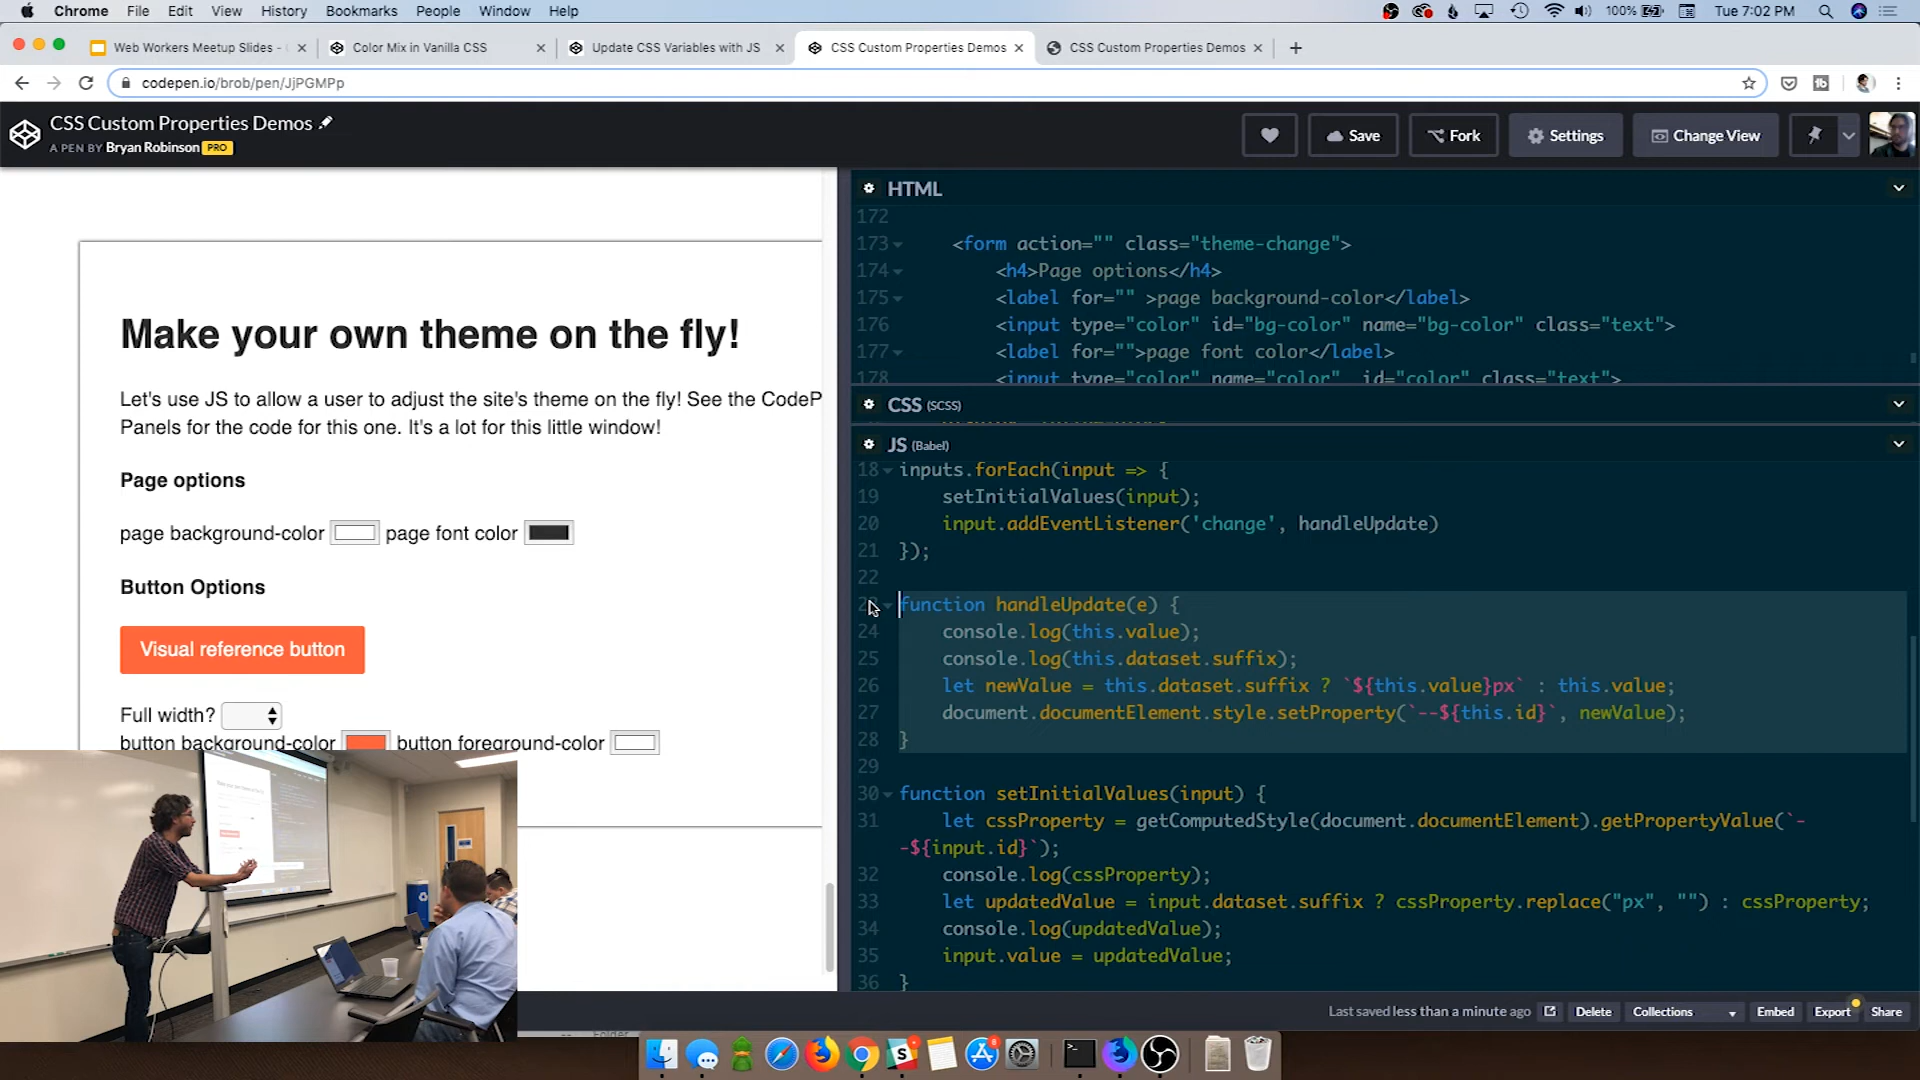 Chrome File Edit View History Bookmarks People Window Help 100% Tue 7:02 PM
Web Workers Meetup Slides - Color Mix in Vanilla CSS Update CSS Variables with JS CSS Custom Properties Demos CSS Custom Properties Demos
codepen.io/brob/pen/JjPGMPp
CSS Custom Properties Demos
A PEN BY Bryan Robinson PRO
Save Fork Settings Change View
Make your own theme on the fly!
Let's use JS to allow a user to adjust the site's theme on the fly! See the CodeP
Panels for the code for this one. It's a lot for this little window!
Page options
page background-color page font color
Button Options
Visual reference button
Full width?
button background-color button foreground-color
HTML
172
173 <form action="" class="theme-change">
174 <h4>Page options</h4>
175 <label for="" >page background-color</label>
176 <input type="color" id="bg-color" name="bg-color" class="text">
177 <label for="">page font color</label>
178 <input type="color" name="color" id="color" class="text">
CSS (SCSS)
JS (Babel)
18 inputs.forEach(input => {
19 setInitialValues(input);
20 input.addEventListener('change', handleUpdate)
21 });
22
23 function handleUpdate(e) {
24 console.log(this.value);
25 console.log(this.dataset.suffix);
26 let newValue = this.dataset.suffix ? `${this.value}px` : this.value;
27 document.documentElement.style.setProperty(`--${this.id}`, newValue);
28 }
29
30 function setInitialValues(input) {
31 let cssProperty = getComputedStyle(document.documentElement).getPropertyValue(`-
-${input.id}`);
32 console.log(cssProperty);
33 let updatedValue = input.dataset.suffix ? cssProperty.replace("px", "") : cssProperty;
34 console.log(updatedValue);
35 input.value = updatedValue;
36 }
Last saved less than a minute ago Delete Collections Embed Export Share